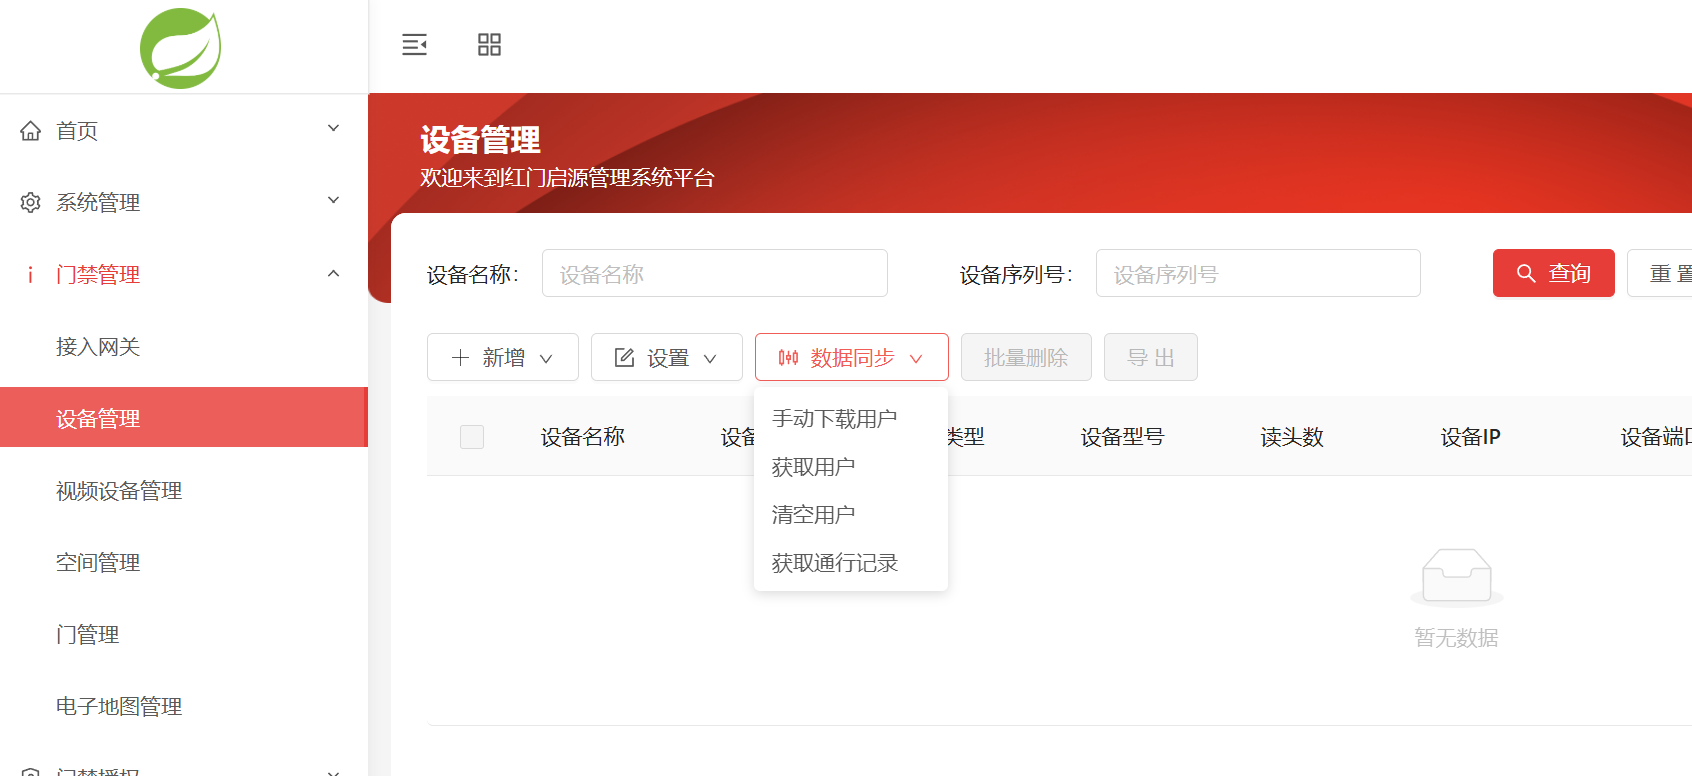 首页
系统管理
门禁管理
接入网关
设备管理
视频设备管理
空间管理
门管理
电子地图管理
门禁授权
设备管理
欢迎来到红门启源管理系统平台
设备名称： 设备名称 设备序列号： 设备序列号 查询 重 置
新增 设置 数据同步 批量删除 导 出
手动下载用户
获取用户
清空用户
获取通行记录
设备名称 设备 类型 设备型号 读头数 设备IP 设备端口
暂无数据